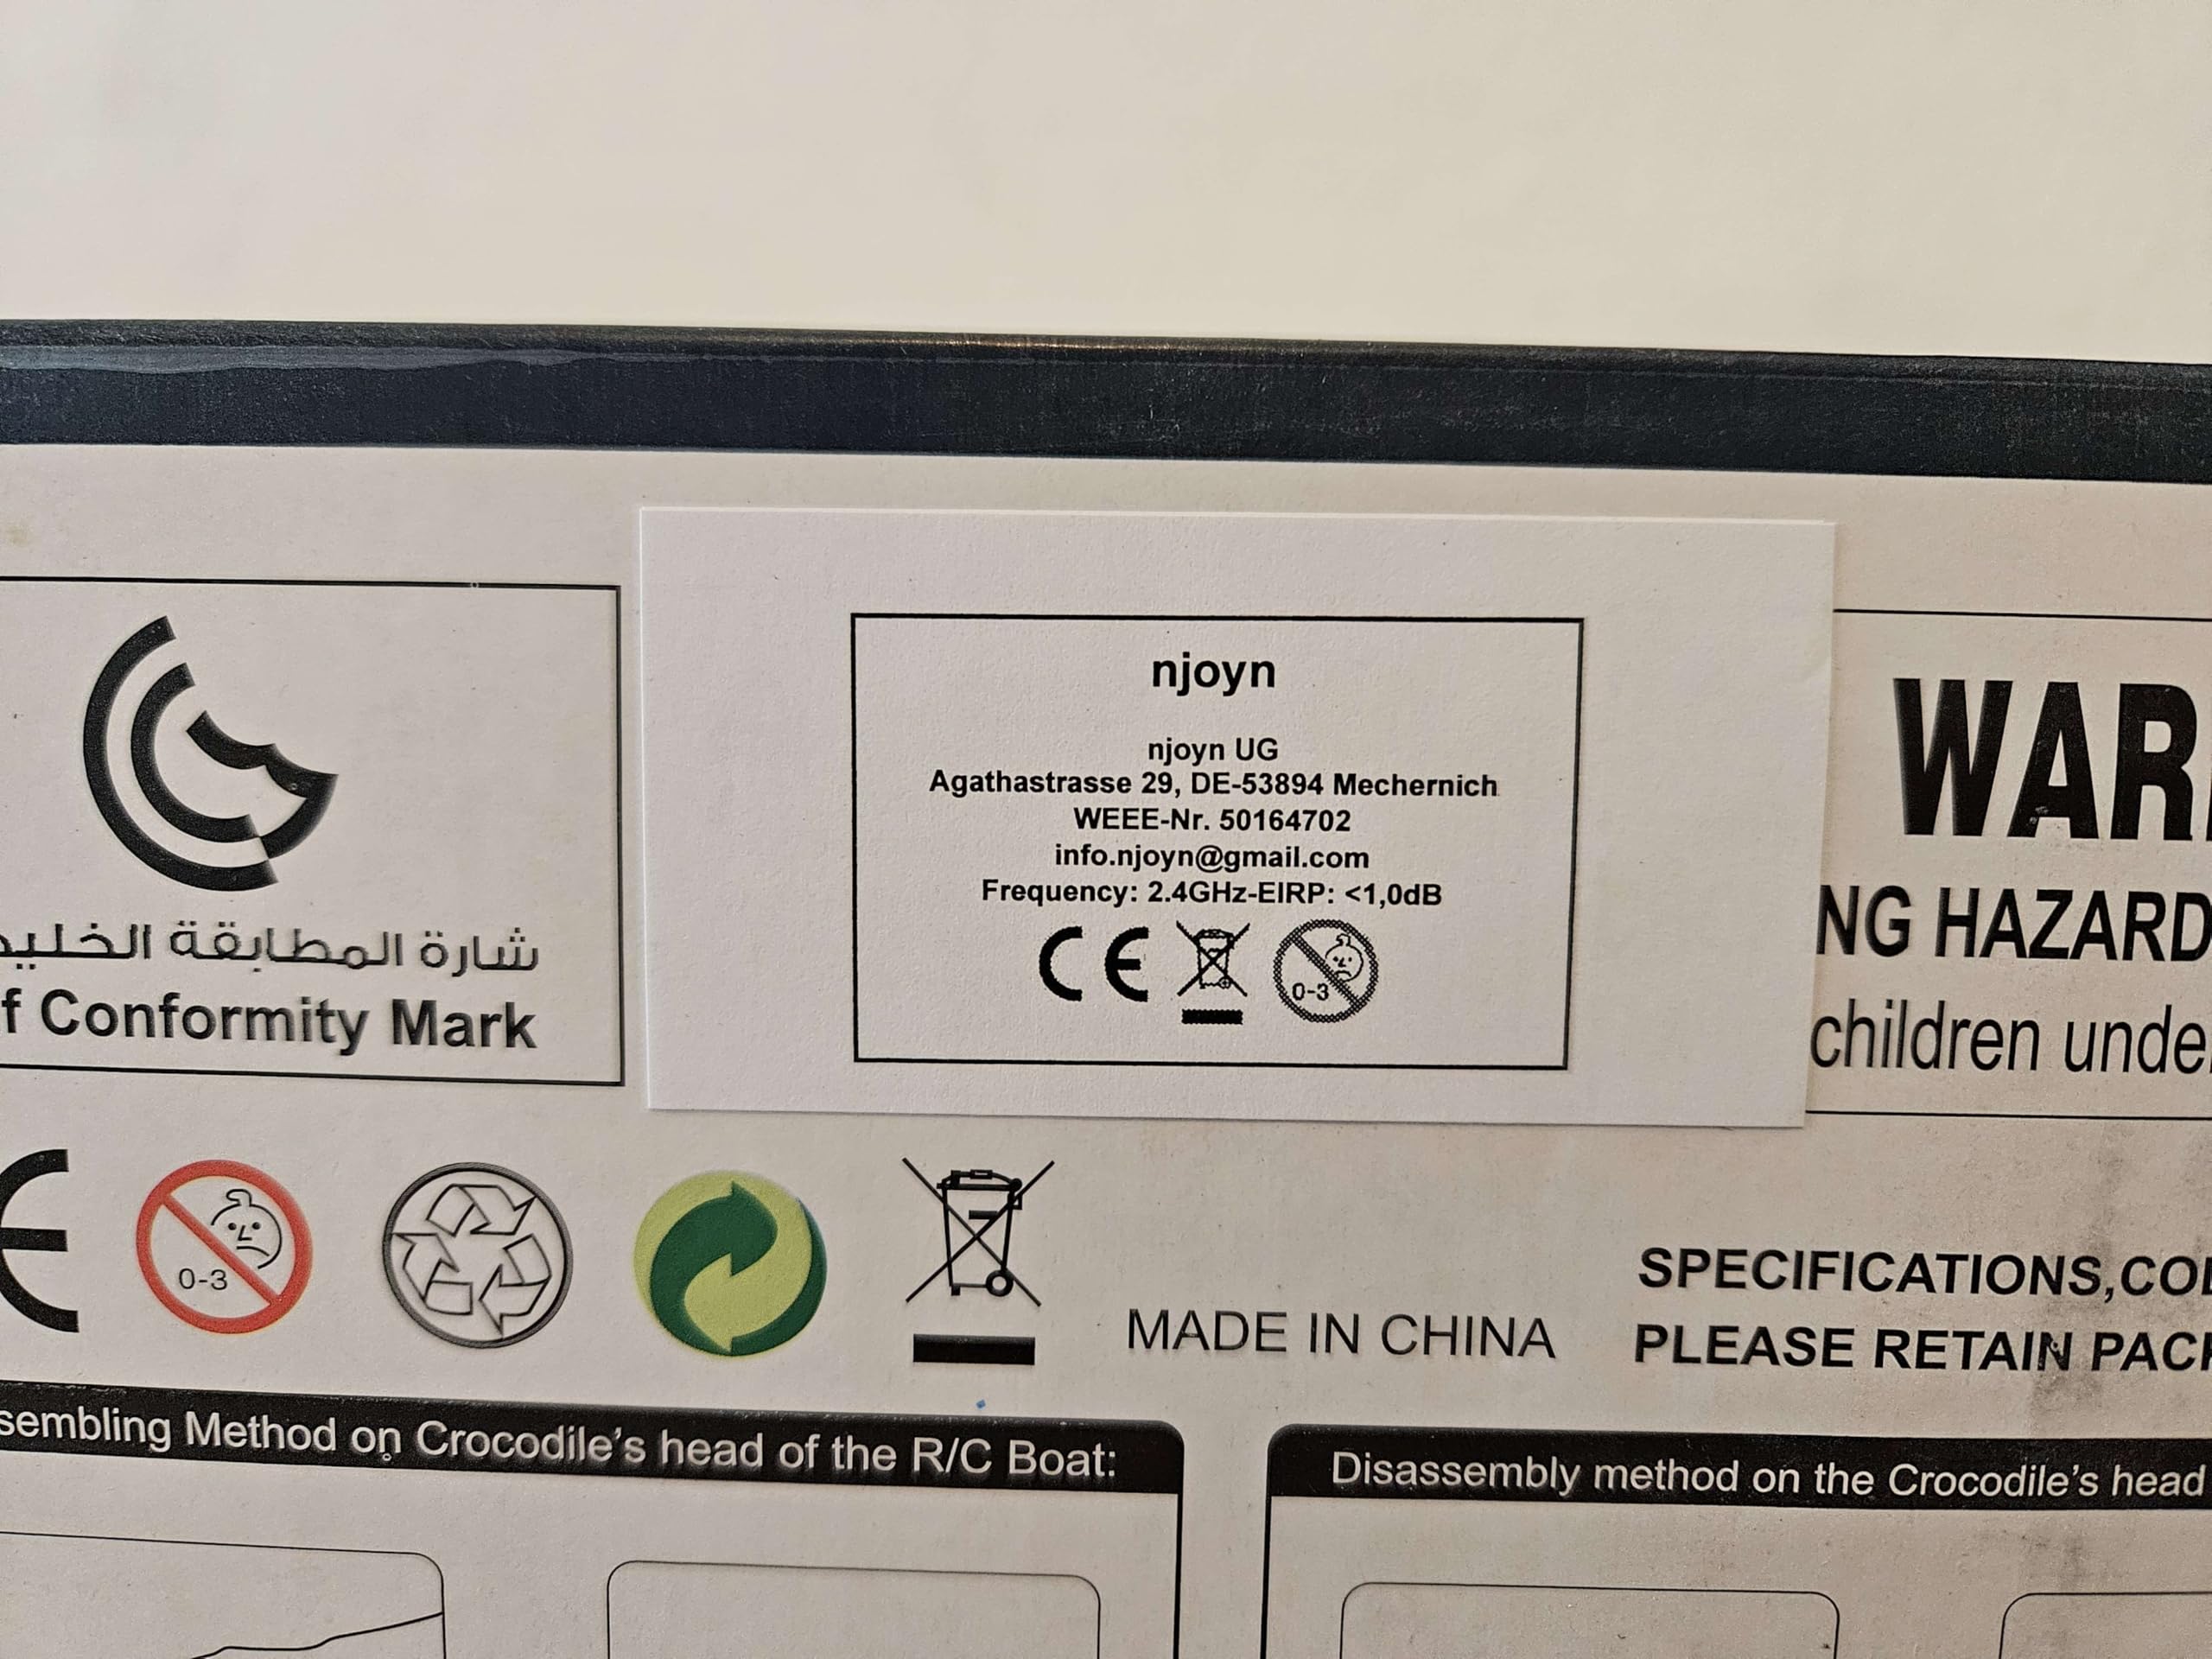 njoyn
njoyn UG
Agathastrasse 29, DE-53894 Mechernich
WEEE-Nr. 50164702
info.njoyn@gmail.com
Frequency: 2.4GHz-EIRP: <1,0dB
CE
0-3
شارة المطابقة الخليج
f Conformity Mark
WAR
NG HAZARD
children unde
E
0-3
MADE IN CHINA
SPECIFICATIONS,CO
PLEASE RETAIN PAC
sembling Method on Crocodile's head of the R/C Boat:
Disassembly method on the Crocodile's head